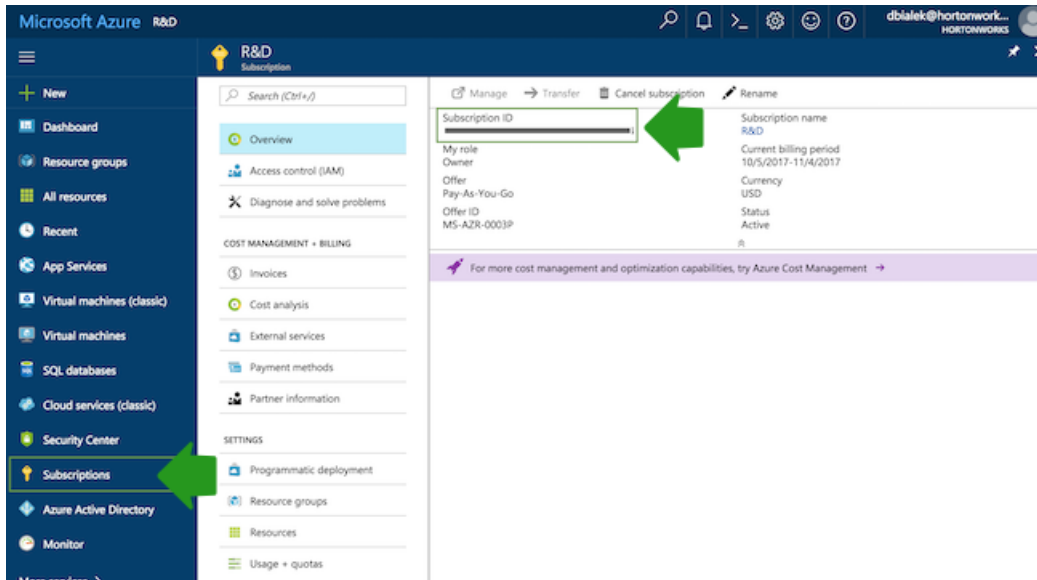 Microsoft Azure R&D
dbialek@hortonwork...
HORTONWORKS
R&D
Subscription
New
Dashboard
Resource groups
All resources
Recent
App Services
Virtual machines (classic)
Virtual machines
SQL databases
Cloud services (classic)
Security Center
Subscriptions
Azure Active Directory
Monitor
Search (Ctrl+/)
Overview
Access control (IAM)
Diagnose and solve problems
COST MANAGEMENT + BILLING
Invoices
Cost analysis
External services
Payment methods
Partner information
SETTINGS
Programmatic deployment
Resource groups
Resources
Usage + quotas
Manage Transfer Cancel subscription Rename
Subscription ID
My role
Owner
Offer
Pay-As-You-Go
Offer ID
MS-AZR-0003P
Subscription name
R&D
Current billing period
10/5/2017-11/4/2017
Currency
USD
Status
Active
For more cost management and optimization capabilities, try Azure Cost Management →